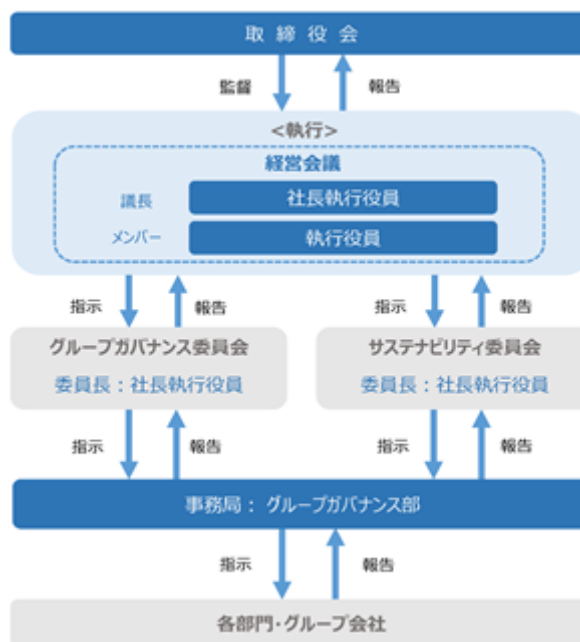 取締役会
監督 報告
<執行>
経営会議
議長 社長執行役員
メンバー 執行役員
指示 報告 指示 報告
グループガバナンス委員会 サステナビリティ委員会
委員長：社長執行役員 委員長：社長執行役員
指示 報告 指示 報告
事務局： グループガバナンス部
指示 報告
各部門・グループ会社